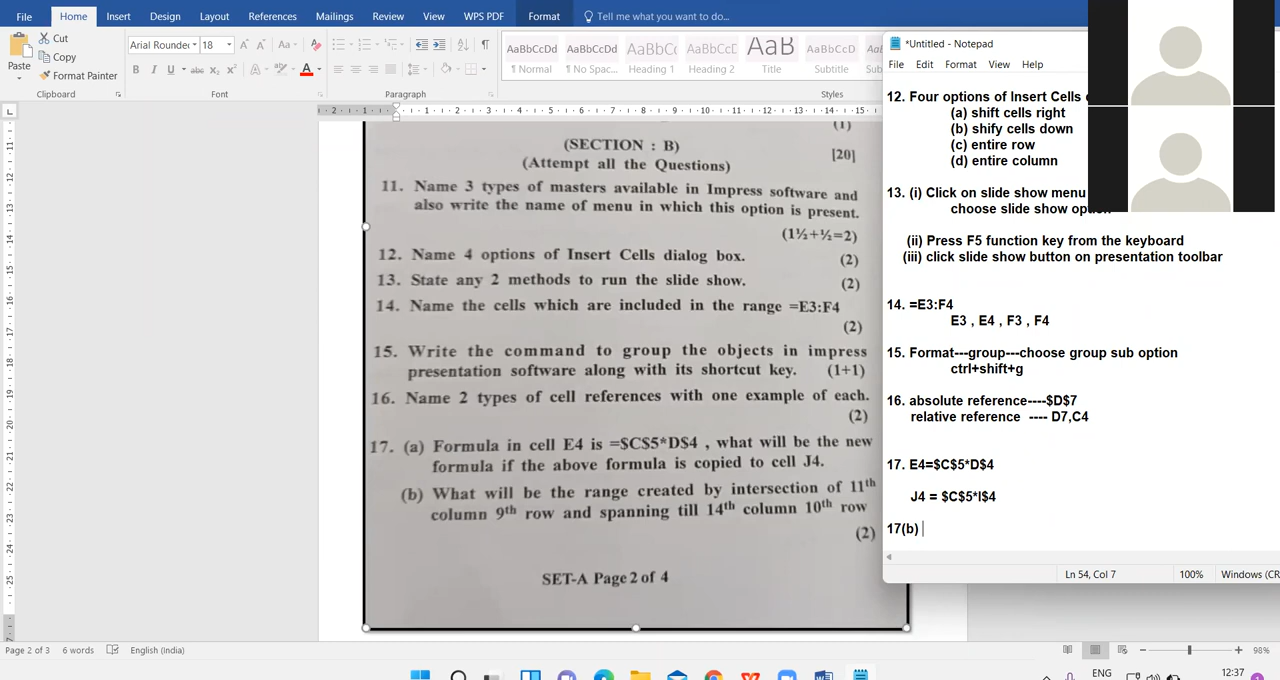 File Home Insert Design Layout References Mailings Review View WPS PDF Format Tell me what you want to do...
Paste Cut Copy Format Painter
Arial Rounde 18
AaBbCcDd AaBbCcDd AaBbC AaBbCcC AaB AaBbCcD
¶ Normal ¶ No Spac... Heading 1 Heading 2 Title Subtitle
Clipboard Font Paragraph Styles
(1)
(SECTION : B)
(Attempt all the Questions) [20]
11. Name 3 types of masters available in Impress software and
also write the name of menu in which this option is present.
(1½+½=2)
12. Name 4 options of Insert Cells dialog box. (2)
13. State any 2 methods to run the slide show. (2)
14. Name the cells which are included in the range =E3:F4
(2)
15. Write the command to group the objects in impress
presentation software along with its shortcut key. (1+1)
16. Name 2 types of cell references with one example of each.
(2)
17. (a) Formula in cell E4 is =$C$5*D$4 , what will be the new
formula if the above formula is copied to cell J4.
(b) What will be the range created by intersection of 11th
column 9th row and spanning till 14th column 10th row
(2)
SET-A Page 2 of 4
*Untitled - Notepad
File Edit Format View Help
12. Four options of Insert Cells
(a) shift cells right
(b) shify cells down
(c) entire row
(d) entire column
13. (i) Click on slide show menu
choose slide show
(ii) Press F5 function key from the keyboard
(iii) click slide show button on presentation toolbar
14. =E3:F4
E3 , E4 , F3 , F4
15. Format---group---choose group sub option
ctrl+shift+g
16. absolute reference----$D$7
relative reference ---- D7,C4
17. E4=$C$5*D$4
J4 = $C$5*I$4
17(b)
Ln 54, Col 7 100% Windows (CR
Page 2 of 3 6 words English (India) 98%
ENG 12:37